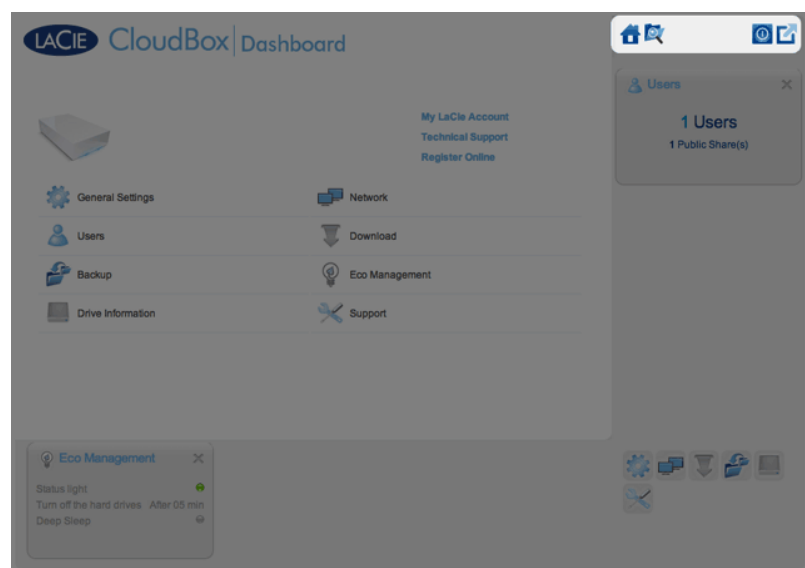 LACIE CloudBox Dashboard
Users
1 Users
1 Public Share(s)
My LaCie Account
Technical Support
Register Online
General Settings
Network
Users
Download
Backup
Eco Management
Drive Information
Support
Eco Management
Status light
Turn off the hard drives After 05 min
Deep Sleep